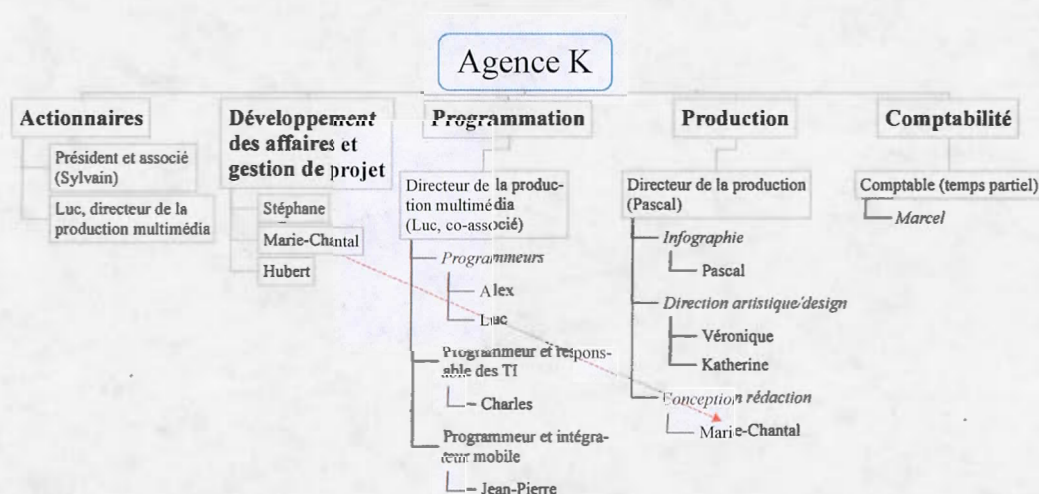 Agence K
Actionnaires
Président et associé
(Sylvain)
Luc, directeur de la
production multimédia
Développement
des affaires et
gestion de projet
Stéphane
Marie-Chantal
Hubert
Programmation
Directeur de la produc-
tion multimédia
(Luc, co-associé)
Programmeurs
Alex
Luc
Programmeur et respons-
able des TI
Charles
Programmeur et intégra-
teur mobile
Jean-Pierre
Production
Directeur de la production
(Pascal)
Infographie
Pascal
Direction artistique/design
Véronique
Katherine
Conception rédaction
Marie-Chantal
Comptabilité
Comptable (temps partiel)
Marcel